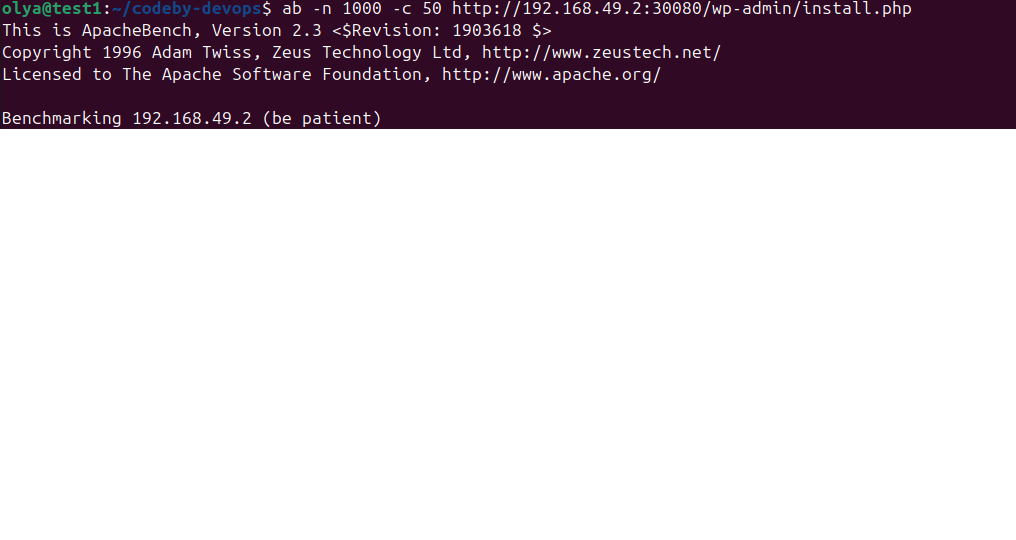 olya@test1:~/codeby-devops$ ab -n 1000 -c 50 http://192.168.49.2:30080/wp-admin/install.php
This is ApacheBench, Version 2.3 <$Revision: 1903618 $>
Copyright 1996 Adam Twiss, Zeus Technology Ltd, http://www.zeustech.net/
Licensed to The Apache Software Foundation, http://www.apache.org/

Benchmarking 192.168.49.2 (be patient)